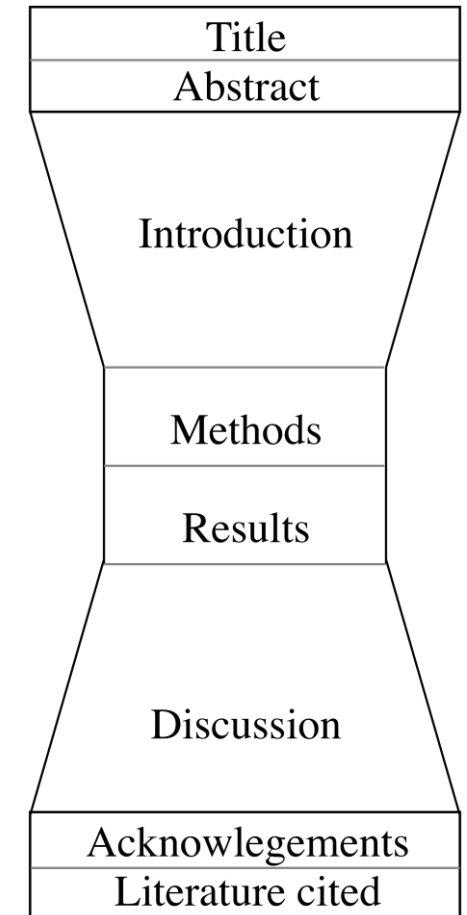 Title
Abstract
Introduction
Methods
Results
Discussion
Acknowlegements
Literature cited